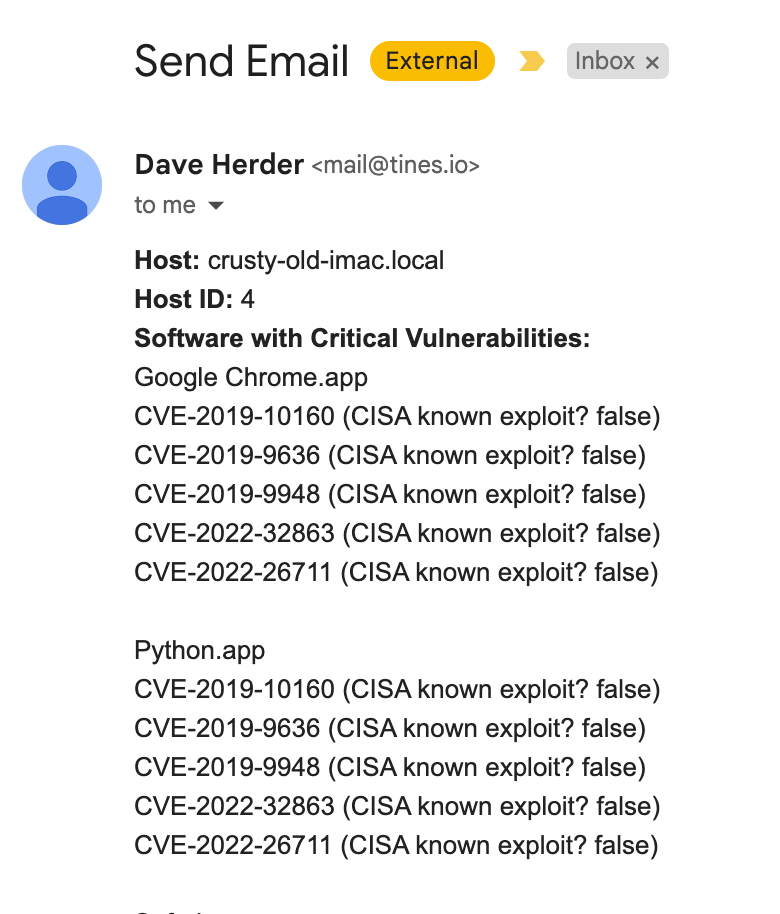 Send Email External Inbox ×
Dave Herder <mail@tines.io>
to me
Host: crusty-old-imac.local
Host ID: 4
Software with Critical Vulnerabilities:
Google Chrome.app
CVE-2019-10160 (CISA known exploit? false)
CVE-2019-9636 (CISA known exploit? false)
CVE-2019-9948 (CISA known exploit? false)
CVE-2022-32863 (CISA known exploit? false)
CVE-2022-26711 (CISA known exploit? false)
Python.app
CVE-2019-10160 (CISA known exploit? false)
CVE-2019-9636 (CISA known exploit? false)
CVE-2019-9948 (CISA known exploit? false)
CVE-2022-32863 (CISA known exploit? false)
CVE-2022-26711 (CISA known exploit? false)